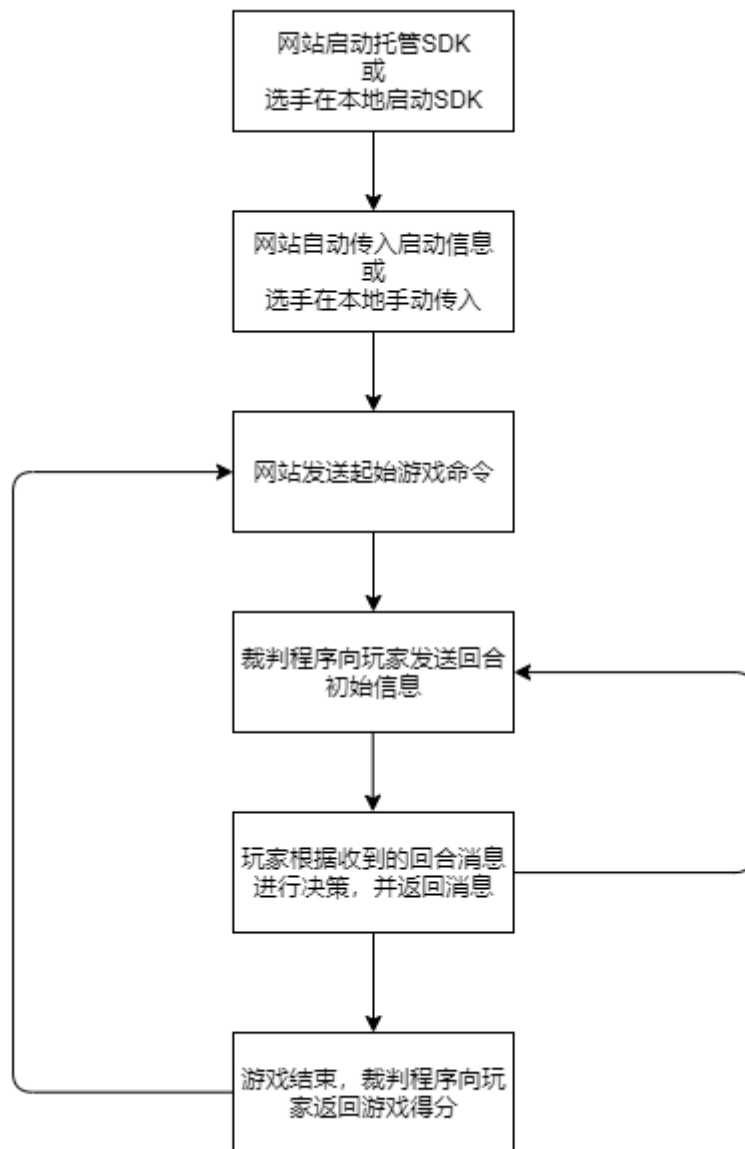 网站启动托管SDK
或
选手在本地启动SDK
网站自动传入启动信息
或
选手在本地手动传入
网站发送起始游戏命令
裁判程序向玩家发送回合
初始信息
玩家根据收到的回合消息
进行决策，并返回消息
游戏结束，裁判程序向玩
家返回游戏得分